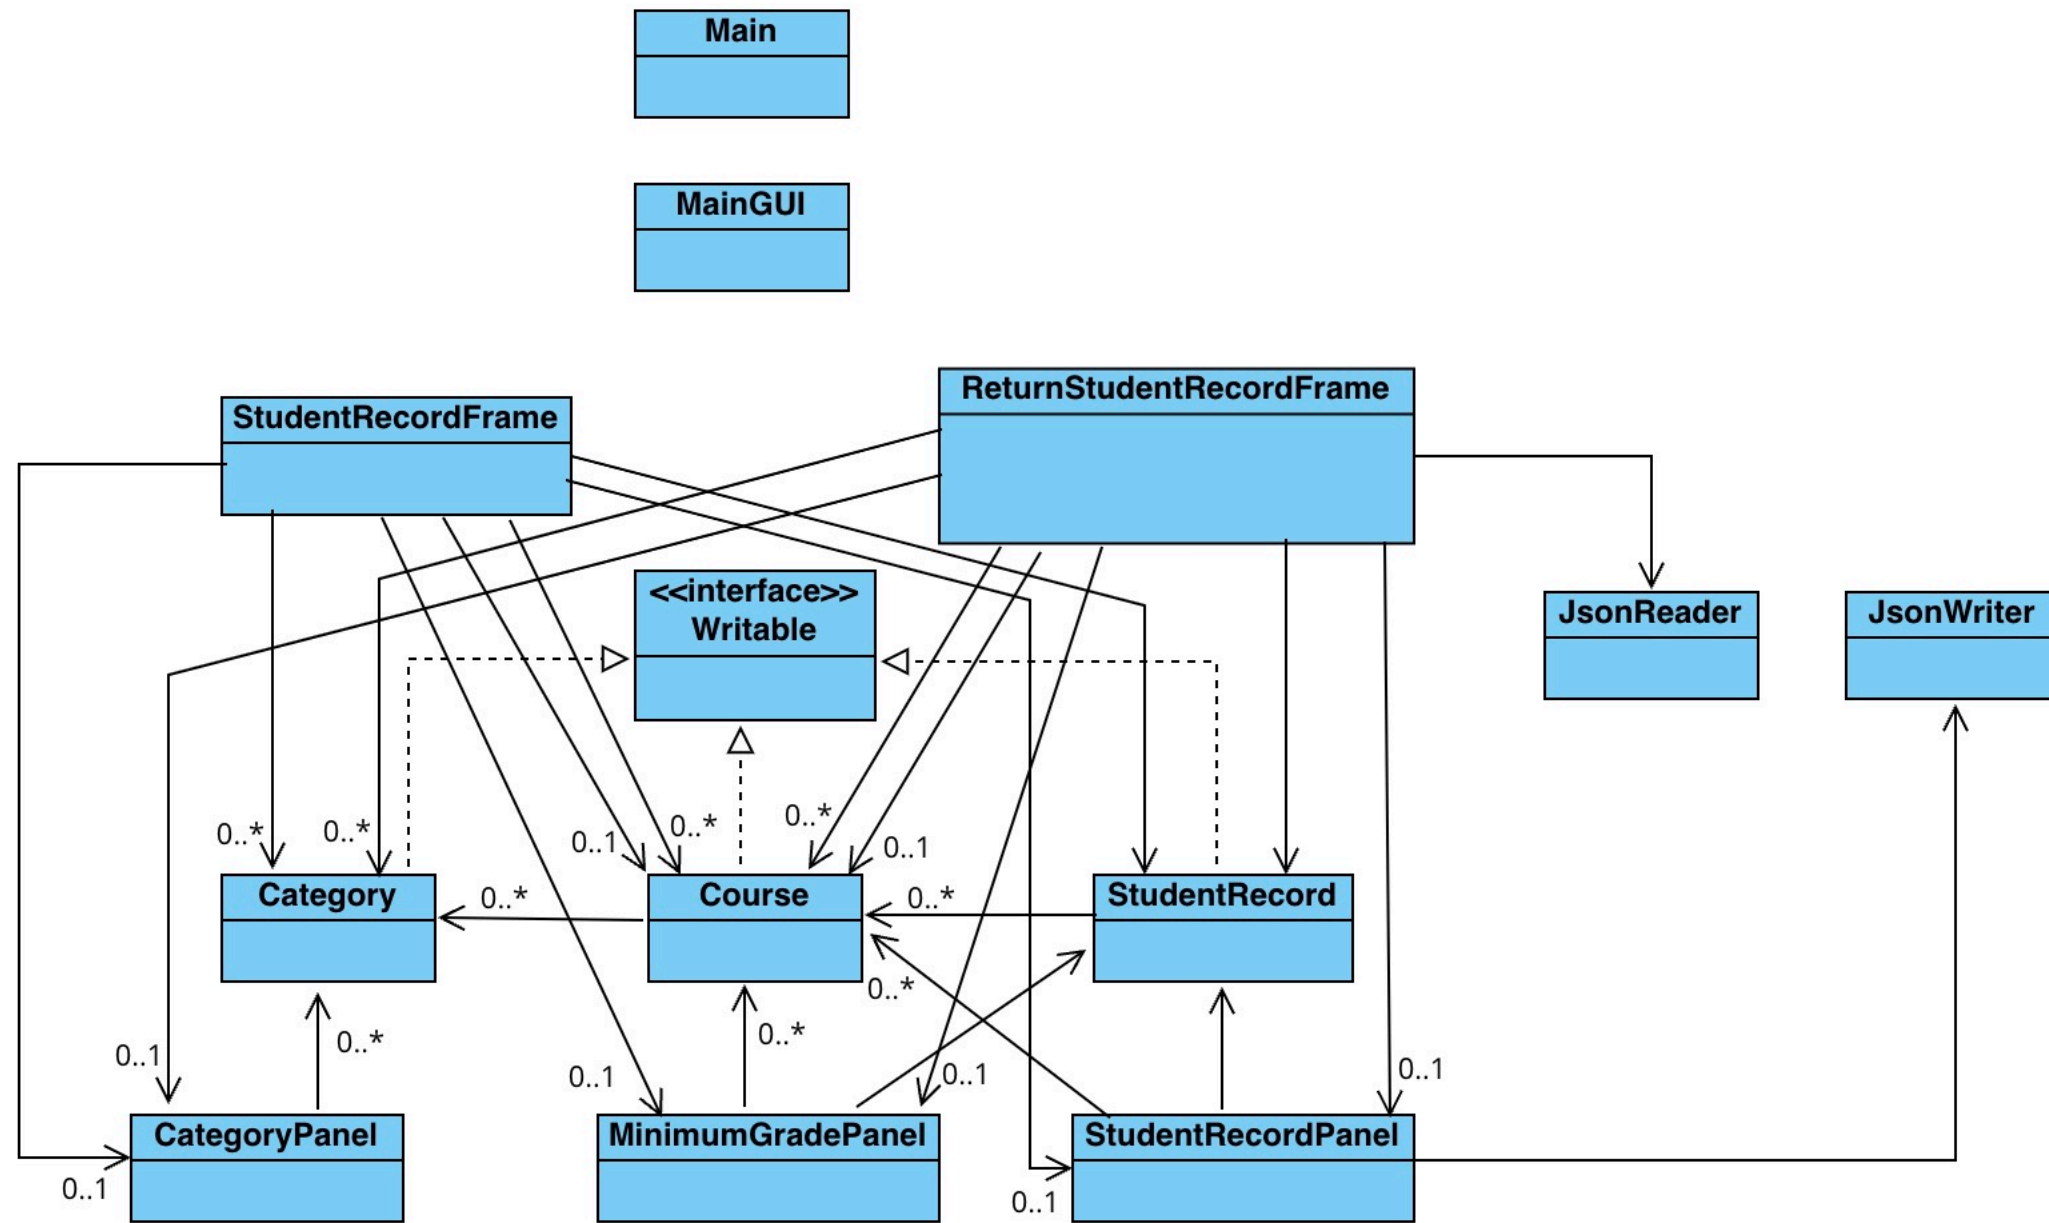 Main
MainGUI
ReturnStudentRecordFrame
StudentRecordFrame
<<interface>>
Writable
JsonReader
JsonWriter
0..*
0..*
0..1
0..*
0..*
0..1
Category
0..*
Course
0..*
StudentRecord
0..*
0..*
0..*
0..1
0..1
0..1
0..1
CategoryPanel
MinimumGradePanel
StudentRecordPanel
0..1
0..1